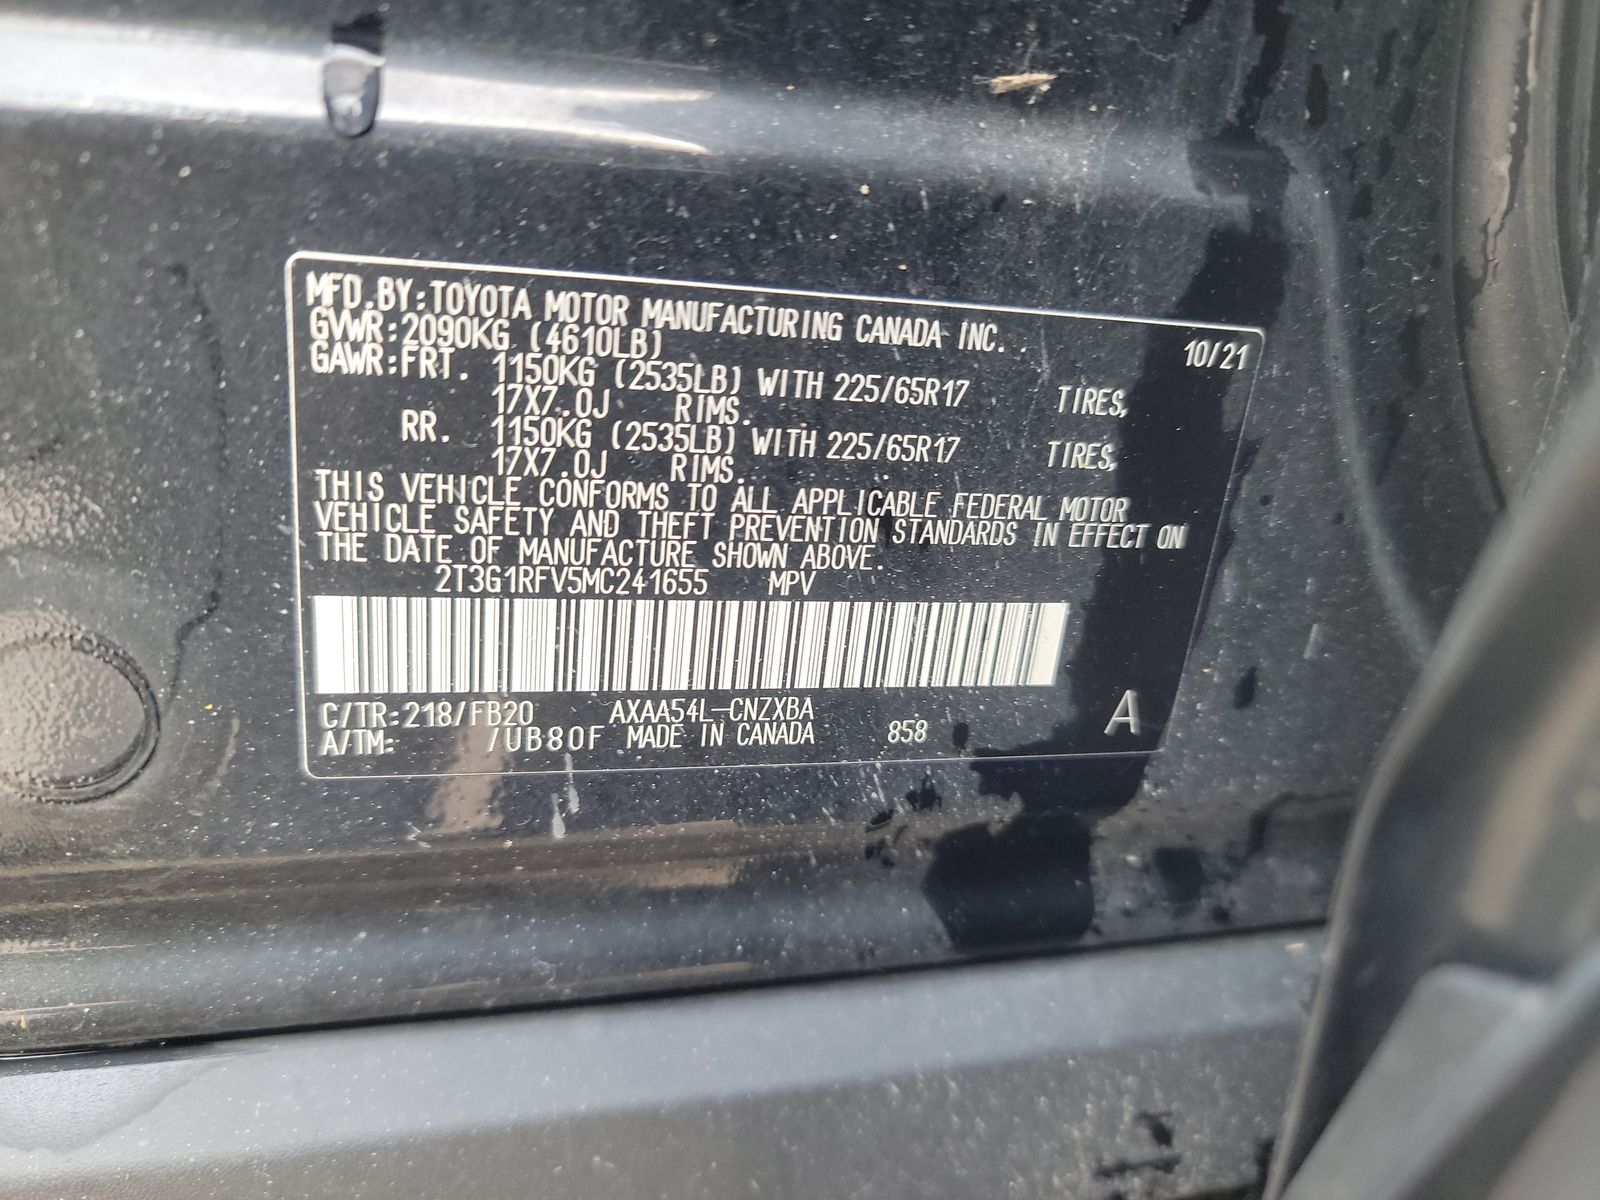 MFD.BY:TOYOTA MOTOR MANUFACTURING CANADA INC. 10/21
GVWR:2090KG (4610LB)
GAWR:FRT. 1150KG (2535LB) WITH 225/65R17 TIRES,
17X7.0J RIMS.
RR. 1150KG (2535LB) WITH 225/65R17 TIRES,
17X7.0J RIMS.
THIS VEHICLE CONFORMS TO ALL APPLICABLE FEDERAL MOTOR
VEHICLE SAFETY AND THEFT PREVENTION STANDARDS IN EFFECT ON
THE DATE OF MANUFACTURE SHOWN ABOVE.
2T3G1RFV5MC241655 MPV
C/TR:218/FB20 AXAA54L-CNZXBA A
A/TM: /UB80F MADE IN CANADA 858